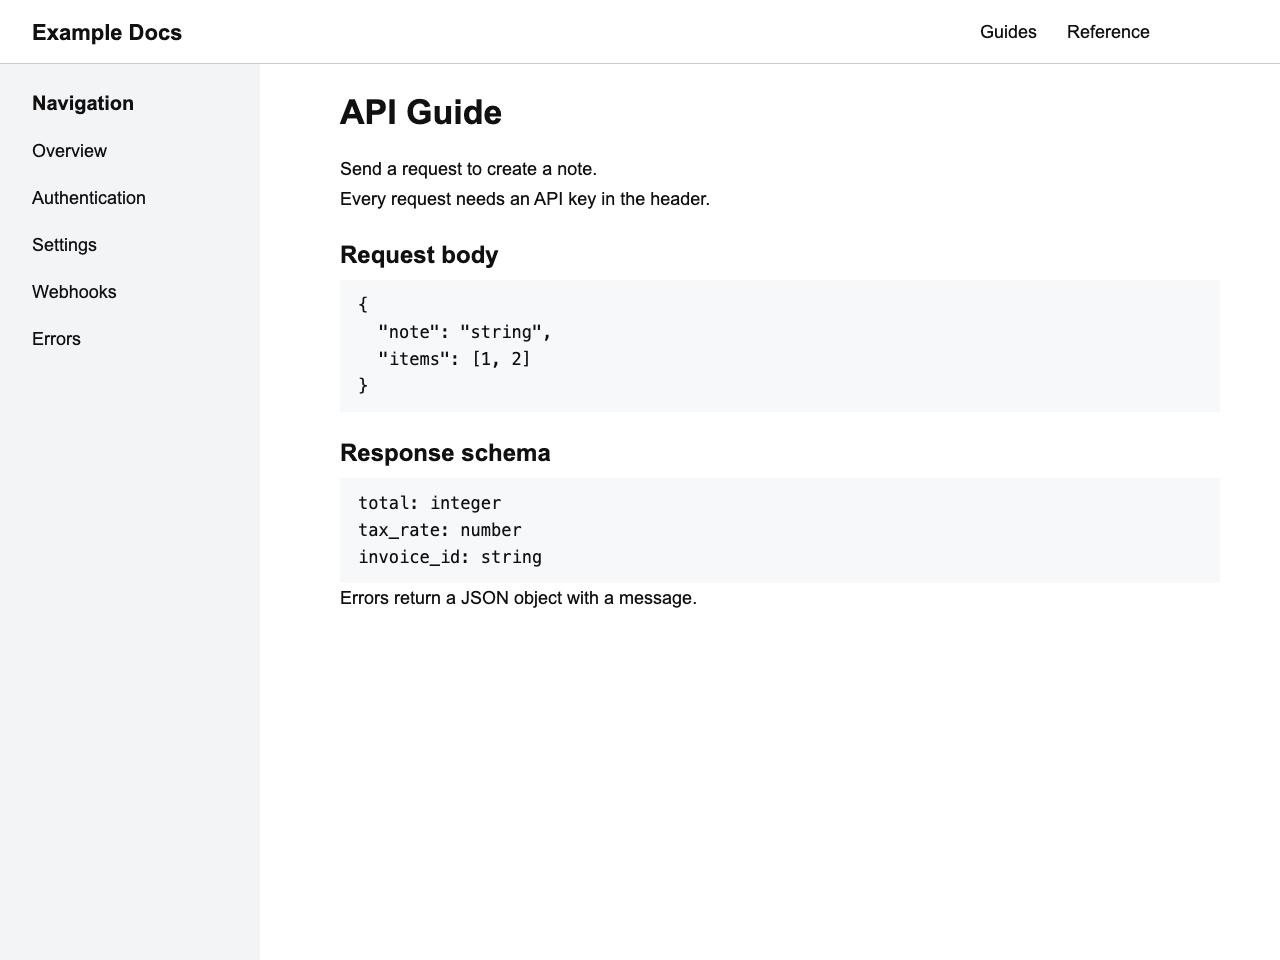 Example Docs
Guides
Reference
Navigation
Overview
Authentication
Settings
Webhooks
Errors
API Guide
Send a request to create a note.
Every request needs an API key in the header.
Request body
{
  "note": "string",
  "items": [1, 2]
}
Response schema
total: integer
tax_rate: number
invoice_id: string
Errors return a JSON object with a message.